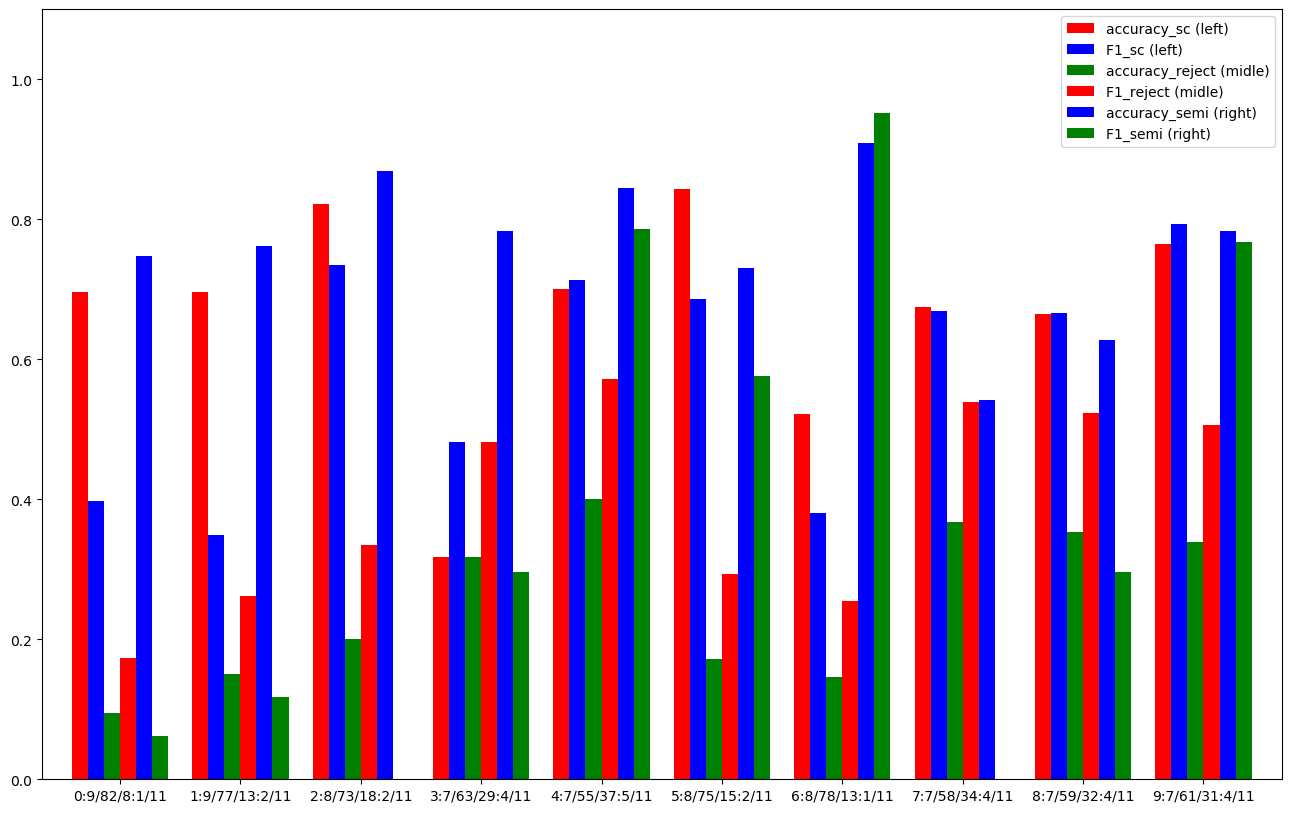 accuracy_sc (left)
F1_sc (left)
accuracy_reject (midle)
F1_reject (midle)
accuracy_semi (right)
F1_semi (right)
1.0
0.8
0.6
0.4
0.2
0.0
0:9/82/8:1/11 1:9/77/13:2/11 2:8/73/18:2/11 3:7/63/29:4/11 4:7/55/37:5/11 5:8/75/15:2/11 6:8/78/13:1/11 7:7/58/34:4/11 8:7/59/32:4/11 9:7/61/31:4/11